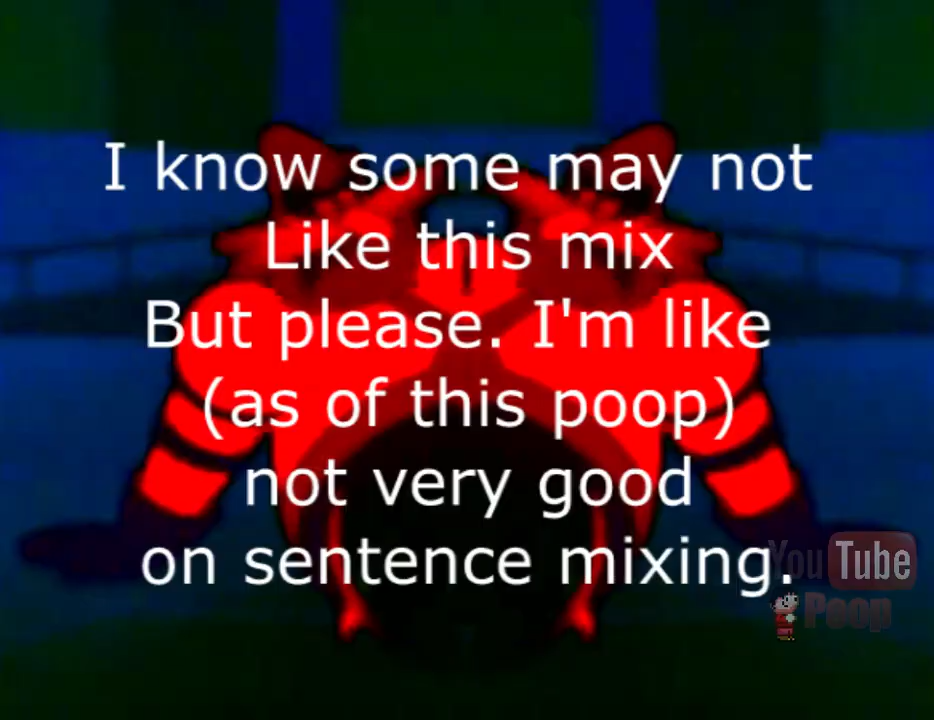 I know some may not
Like this mix
But please. I'm like
(as of this poop)
not very good
on sentence mixing.
YouTube
Poop